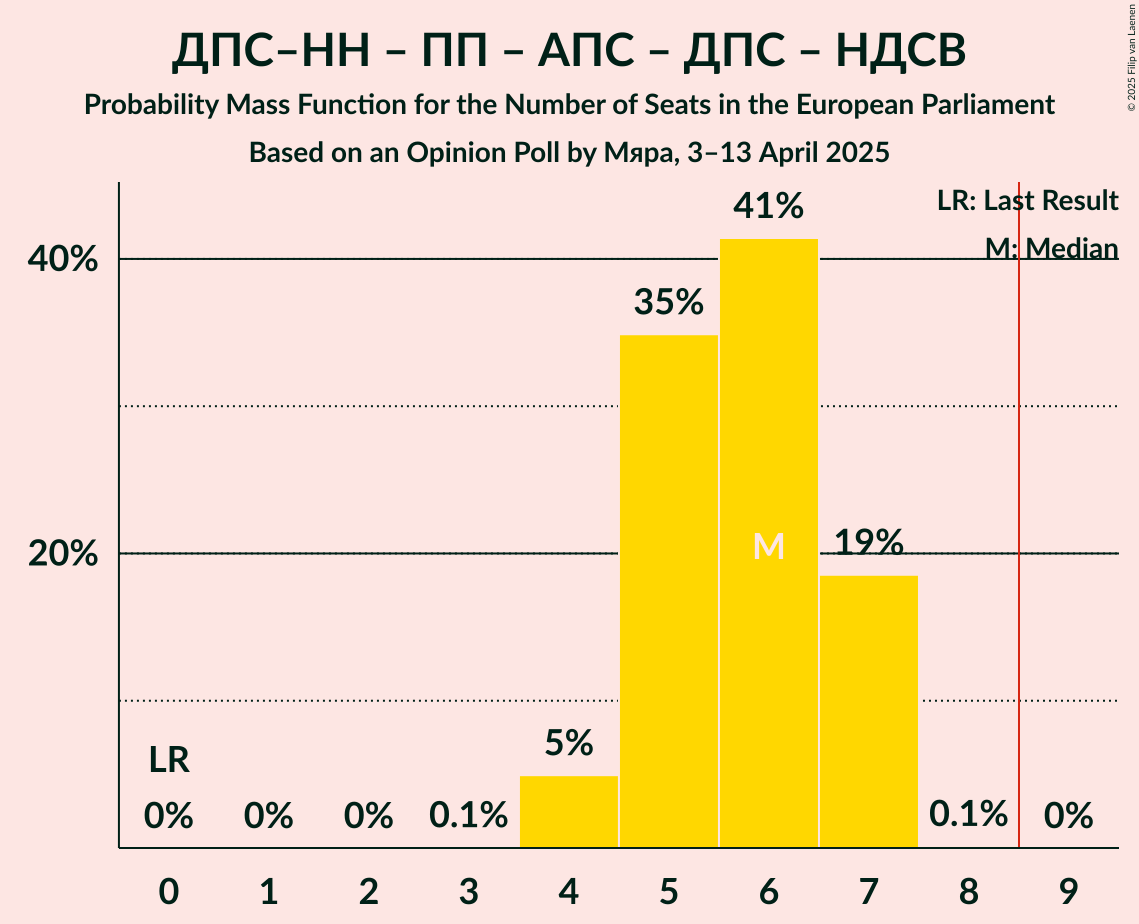 ДПС–НН – ПП – АПС – ДПС – НДСВ
Probability Mass Function for the Number of Seats in the European Parliament
Based on an Opinion Poll by Мяра, 3–13 April 2025
© 2025 Filip van Laenen
LR: Last Result
M: Median
41%
40%
35%
M
19%
20%
5%
LR
0% 0% 0% 0.1% 0.1% 0%
0 1 2 3 4 5 6 7 8 9